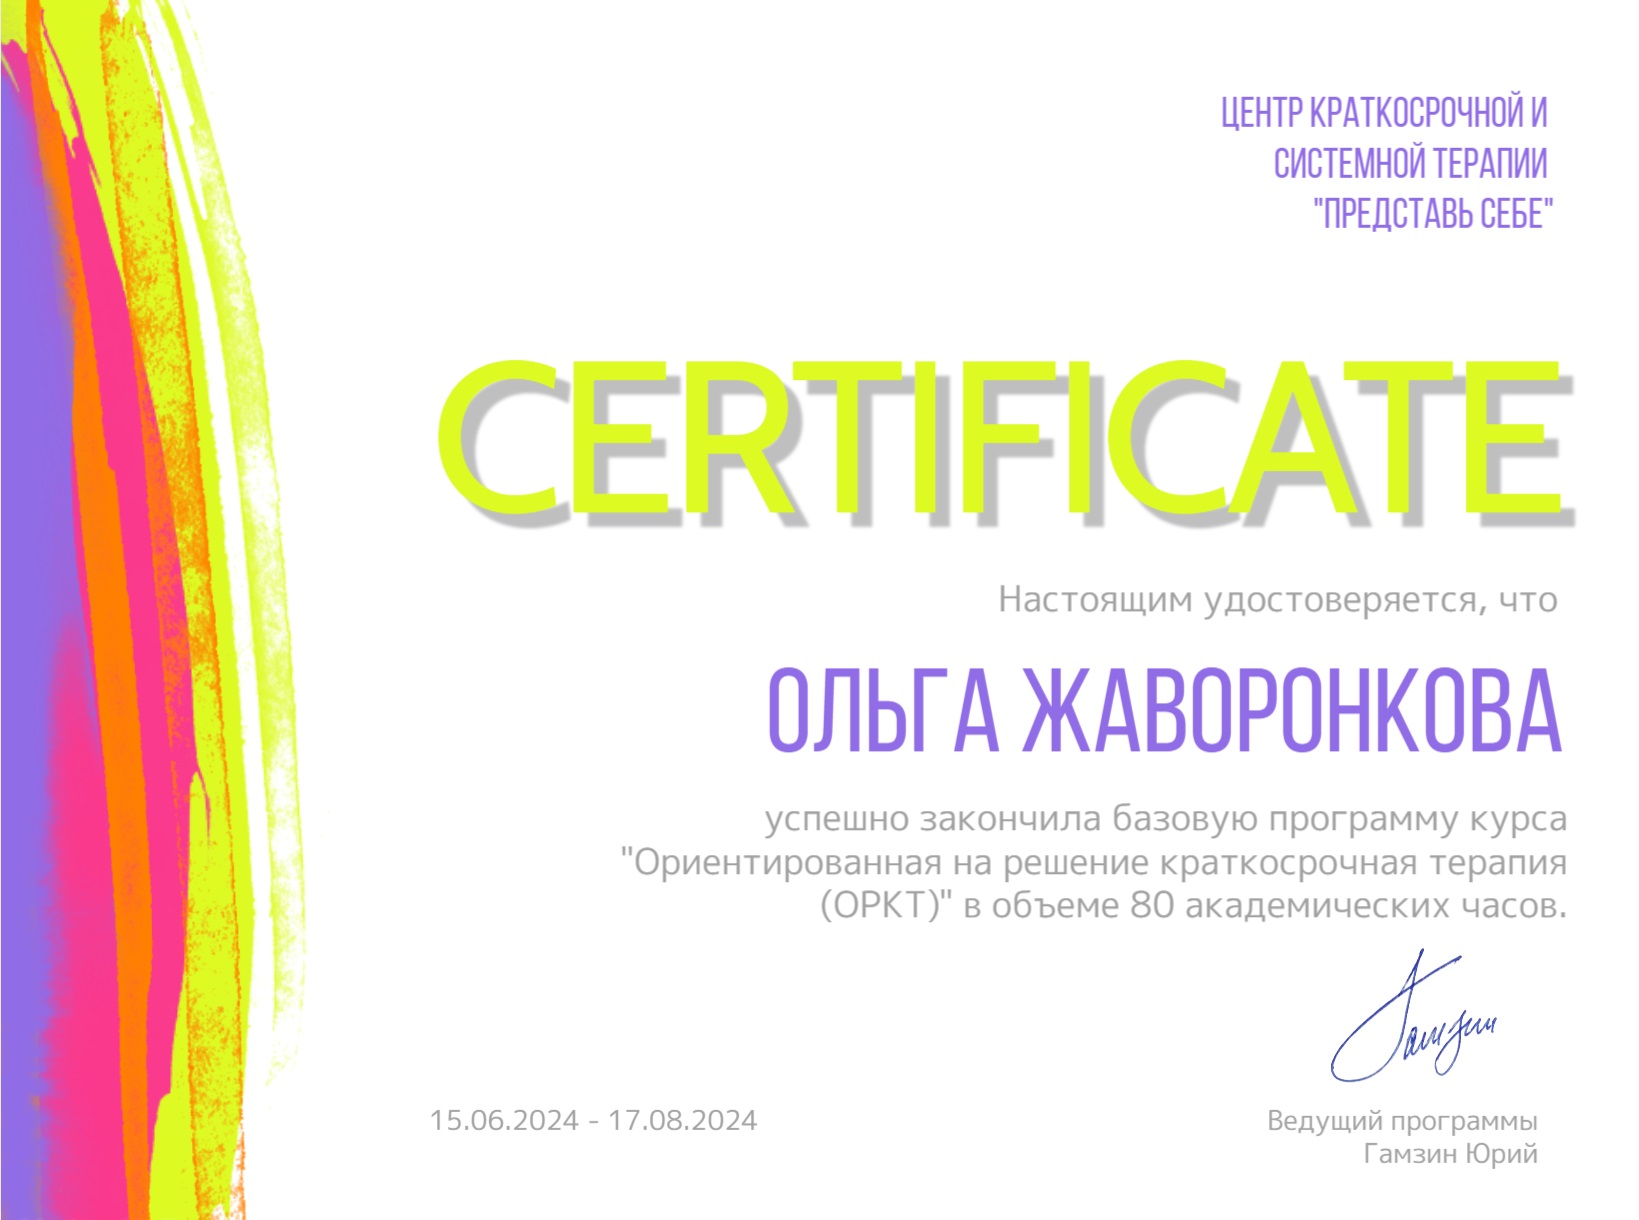 ЦЕНТР КРАТКОСРОЧНОЙ И
СИСТЕМНОЙ ТЕРАПИИ
"ПРЕДСТАВЬ СЕБЕ"
CERTIFICATE
Настоящим удостоверяется, что
ОЛЬГА ЖАВОРОНКОВА
успешно закончила базовую программу курса
"Ориентированная на решение краткосрочная терапия
(ОРКТ)" в объеме 80 академических часов.
Гамзин
15.06.2024 - 17.08.2024
Ведущий программы
Гамзин Юрий